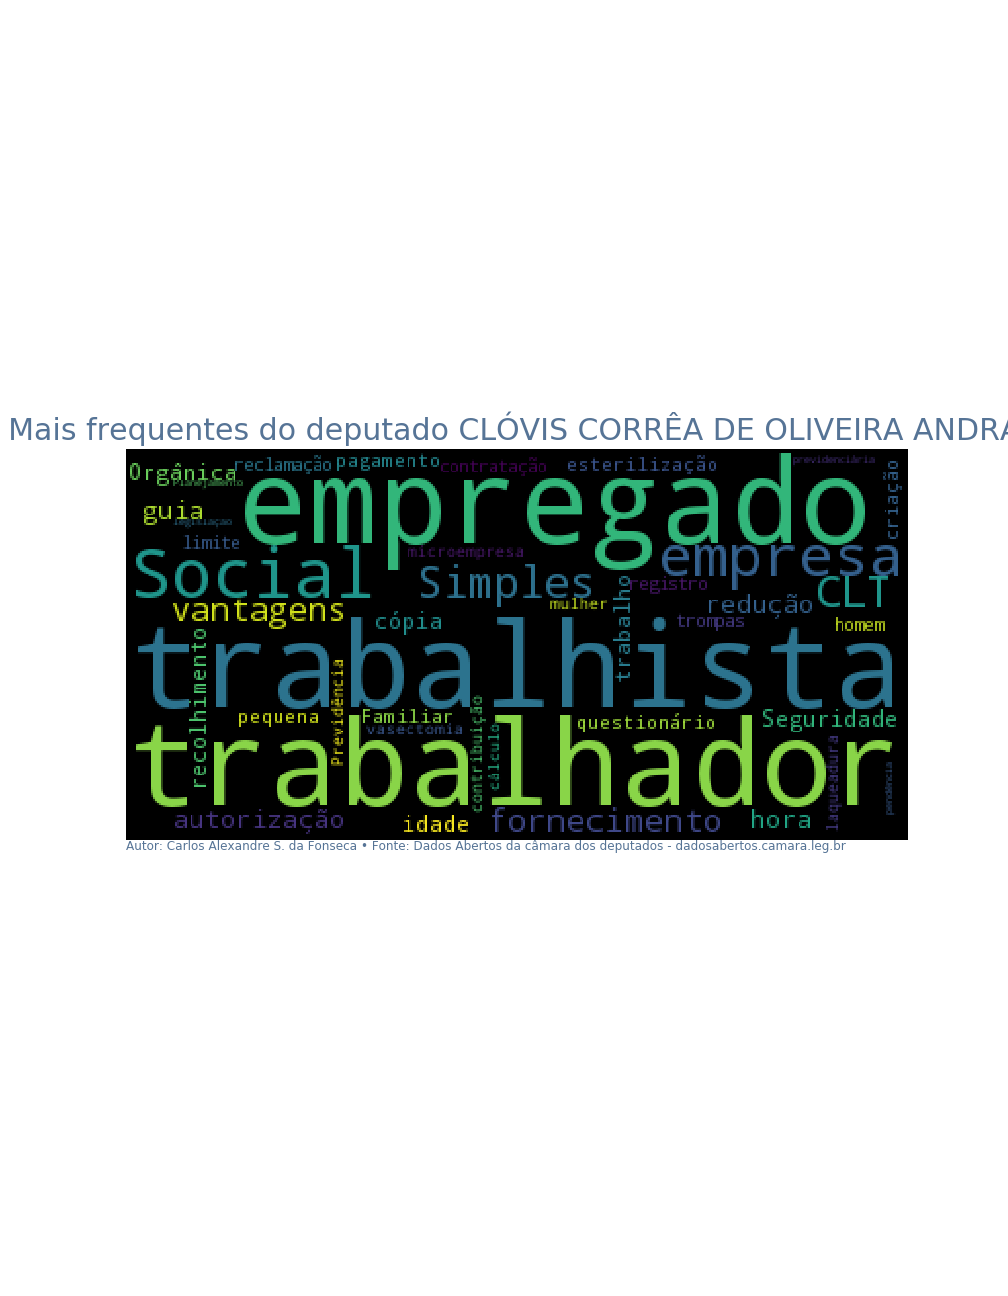 Mais frequentes do deputado CLÓVIS CORRÊA DE OLIVEIRA ANDRA
Orgânica
reclamação
pagamento
contratação
esterilização
previdenciária
criação
Planejamento
empregado
guia
legislação
limite
microempresa
empresa
Social
Simples
registro
CLT
vantagens
mulher
trabalho
redução
cópia
trompas
homem
trabalhista
recolhimento
Previdência
pequena
Familiar
vasectomia
contribuição
cálculo
questionário
Seguridade
trabalhador
laqueadura
pendência
autorização
idade
fornecimento
hora
Autor: Carlos Alexandre S. da Fonseca • Fonte: Dados Abertos da câmara dos deputados - dadosabertos.camara.leg.br